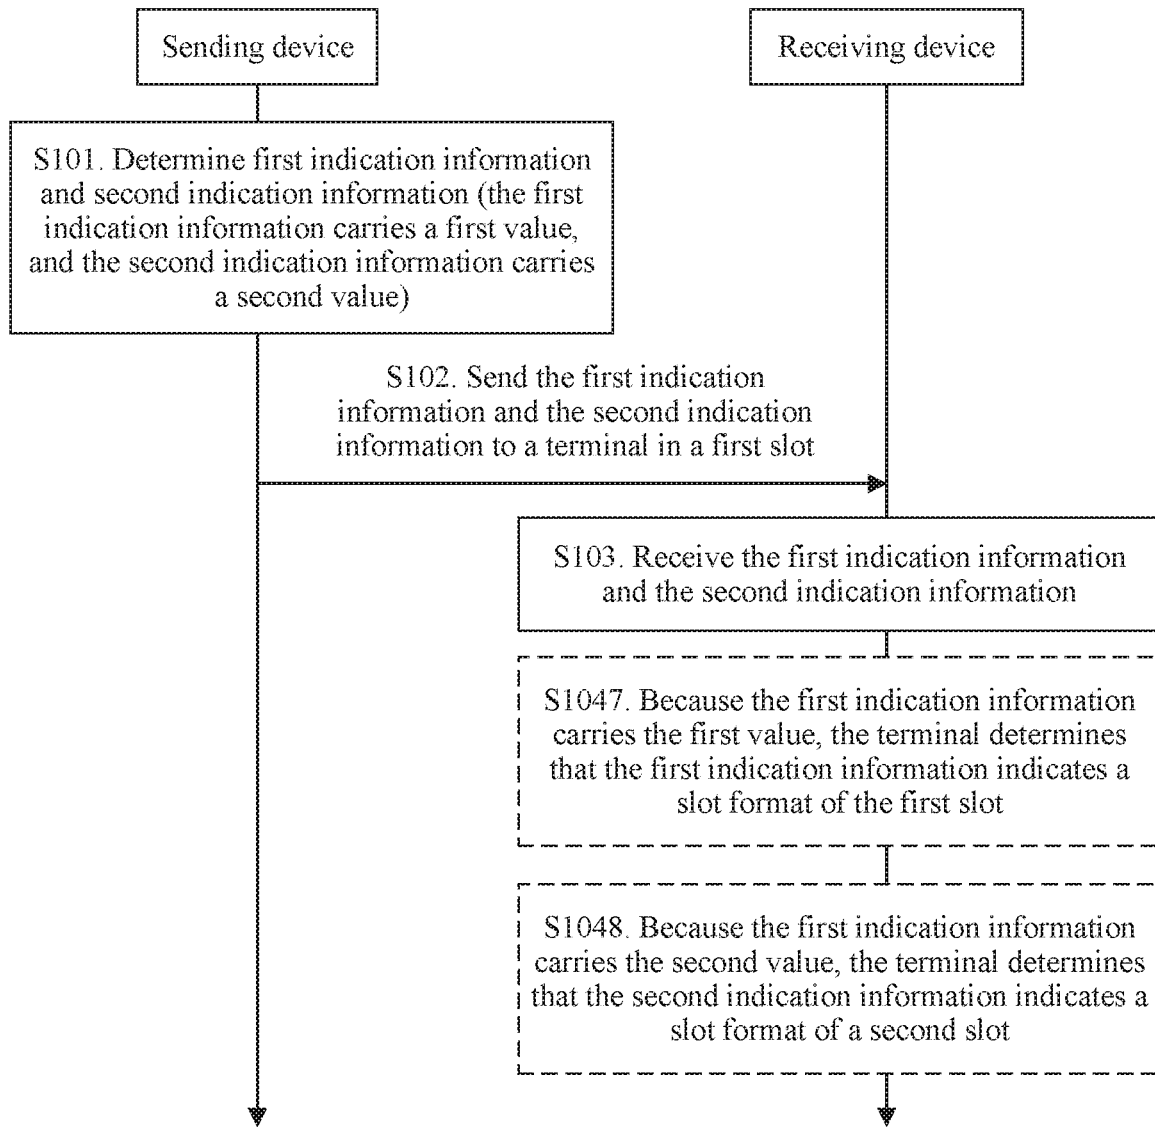 Sending device
Receiving device
S101. Determine first indication information
and second indication information (the first
indication information carries a first value,
and the second indication information carries
a second value)
S102. Send the first indication
information and the second indication
information to a terminal in a first slot
S103. Receive the first indication information
and the second indication information
S1047. Because the first indication information
carries the first value, the terminal determines
that the first indication information indicates a
slot format of the first slot
S1048. Because the first indication information
carries the second value, the terminal determines
that the second indication information indicates a
slot format of a second slot